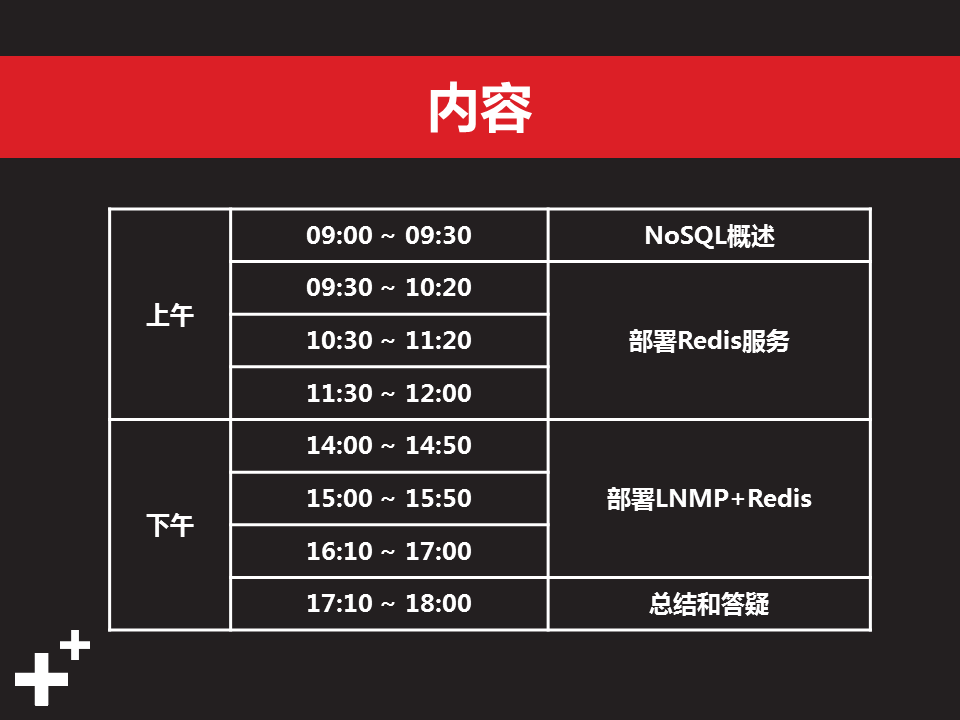 内容
上午
09:00 ~ 09:30
NoSQL概述
09:30 ~ 10:20
部署Redis服务
10:30 ~ 11:20
11:30 ~ 12:00
下午
14:00 ~ 14:50
部署LNMP+Redis
15:00 ~ 15:50
16:10 ~ 17:00
17:10 ~ 18:00
总结和答疑